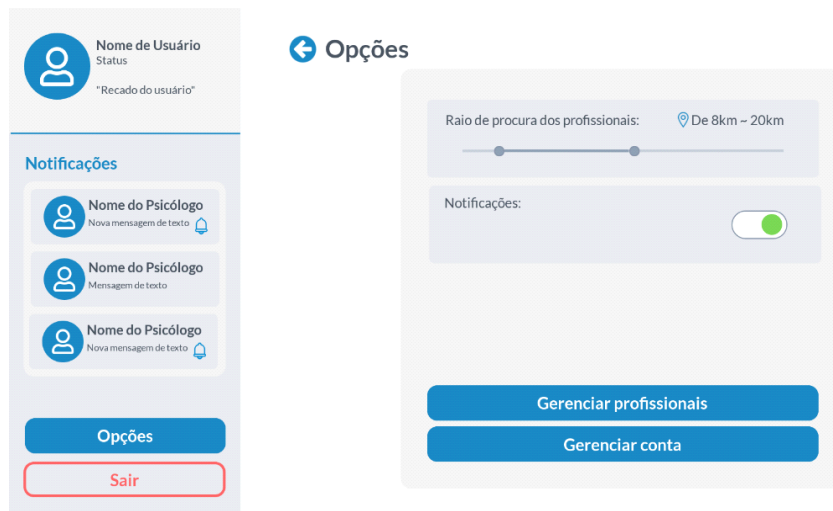 Nome de Usuário
Status
"Recado do usuário"
Notificações
Nome do Psicólogo
Nova mensagem de texto
Nome do Psicólogo
Mensagem de texto
Nome do Psicólogo
Nova mensagem de texto
Opções
Sair
Opções
Raio de procura dos profissionais: De 8km ~ 20km
Notificações:
Gerenciar profissionais
Gerenciar conta